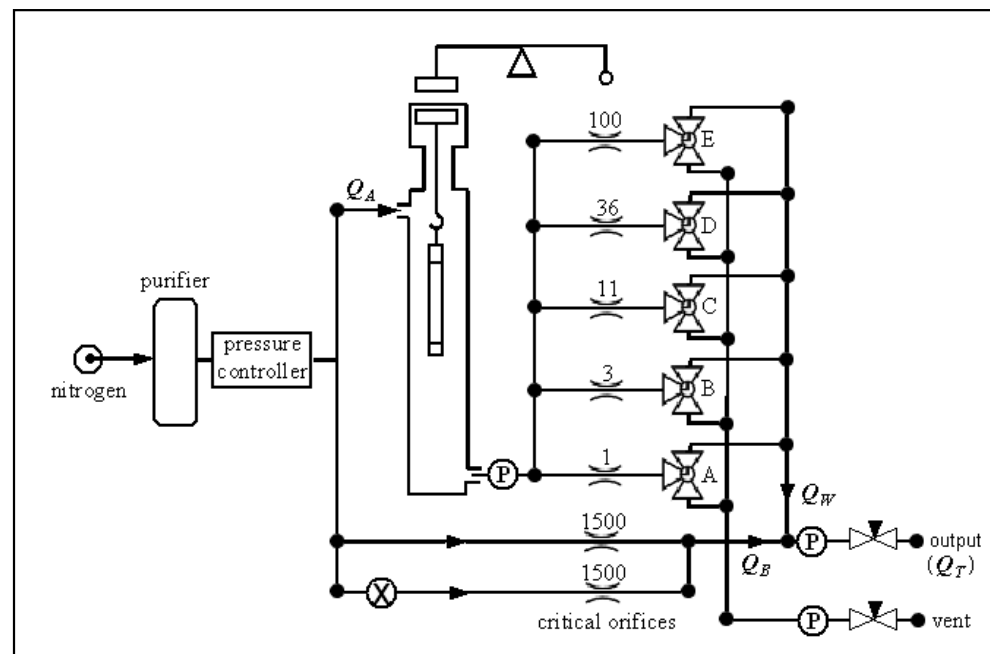 100
E
Q_A
36
D
purifier
11
C
pressure
controller
nitrogen
3
B
1
A
P
Q_W
1500
P
output
(Q_T)
Q_B
X
1500
critical orifices
P
vent